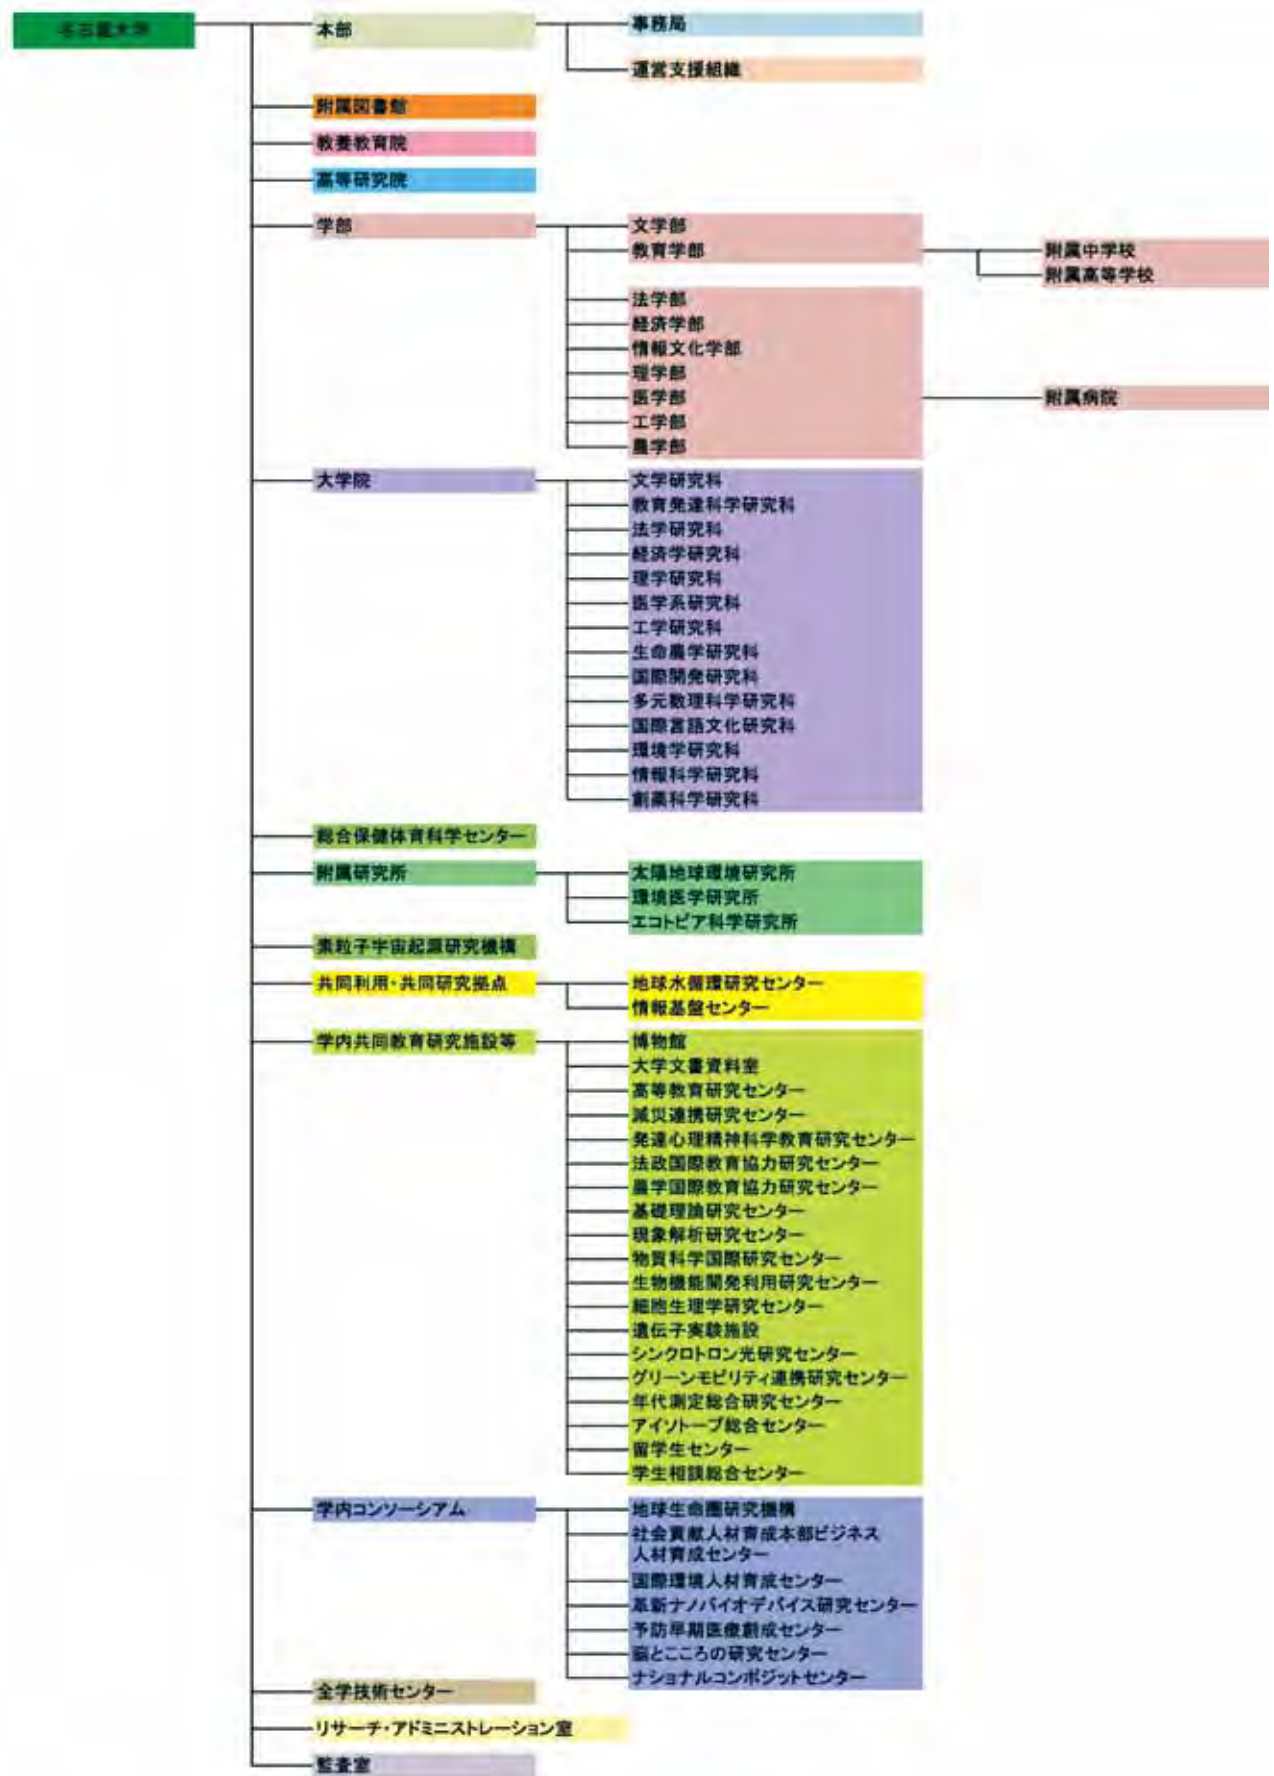 名古屋大学
本部
事務局
運営支援組織
附属図書館
教養教育院
高等研究院
学部
文学部
教育学部
附属中学校
附属高等学校
法学部
経済学部
情報文化学部
理学部
医学部
附属病院
工学部
農学部
大学院
文学研究科
教育発達科学研究科
法学研究科
経済学研究科
理学研究科
医学系研究科
工学研究科
生命農学研究科
国際開発研究科
多元数理科学研究科
国際言語文化研究科
環境学研究科
情報科学研究科
創薬科学研究科
総合保健体育科学センター
附属研究所
太陽地球環境研究所
環境医学研究所
エコトピア科学研究所
素粒子宇宙起源研究機構
共同利用・共同研究拠点
地球水循環研究センター
情報基盤センター
学内共同教育研究施設等
博物館
大学文書資料室
高等教育研究センター
減災連携研究センター
発達心理精神科学教育研究センター
法政国際教育協力研究センター
農学国際教育協力研究センター
基礎理論研究センター
現象解析研究センター
物質科学国際研究センター
生物機能開発利用研究センター
細胞生理学研究センター
遺伝子実験施設
シンクロトロン光研究センター
グリーンモビリティ連携研究センター
年代測定総合研究センター
アイソトープ総合センター
留学生センター
学生相談総合センター
学内コンソーシアム
地球生命圏研究機構
社会貢献人材育成本部ビジネス
人材育成センター
国際環境人材育成センター
革新ナノバイオデバイス研究センター
予防早期医療創成センター
脳とこころの研究センター
ナショナルコンポジットセンター
全学技術センター
リサーチ・アドミニストレーション室
監査室